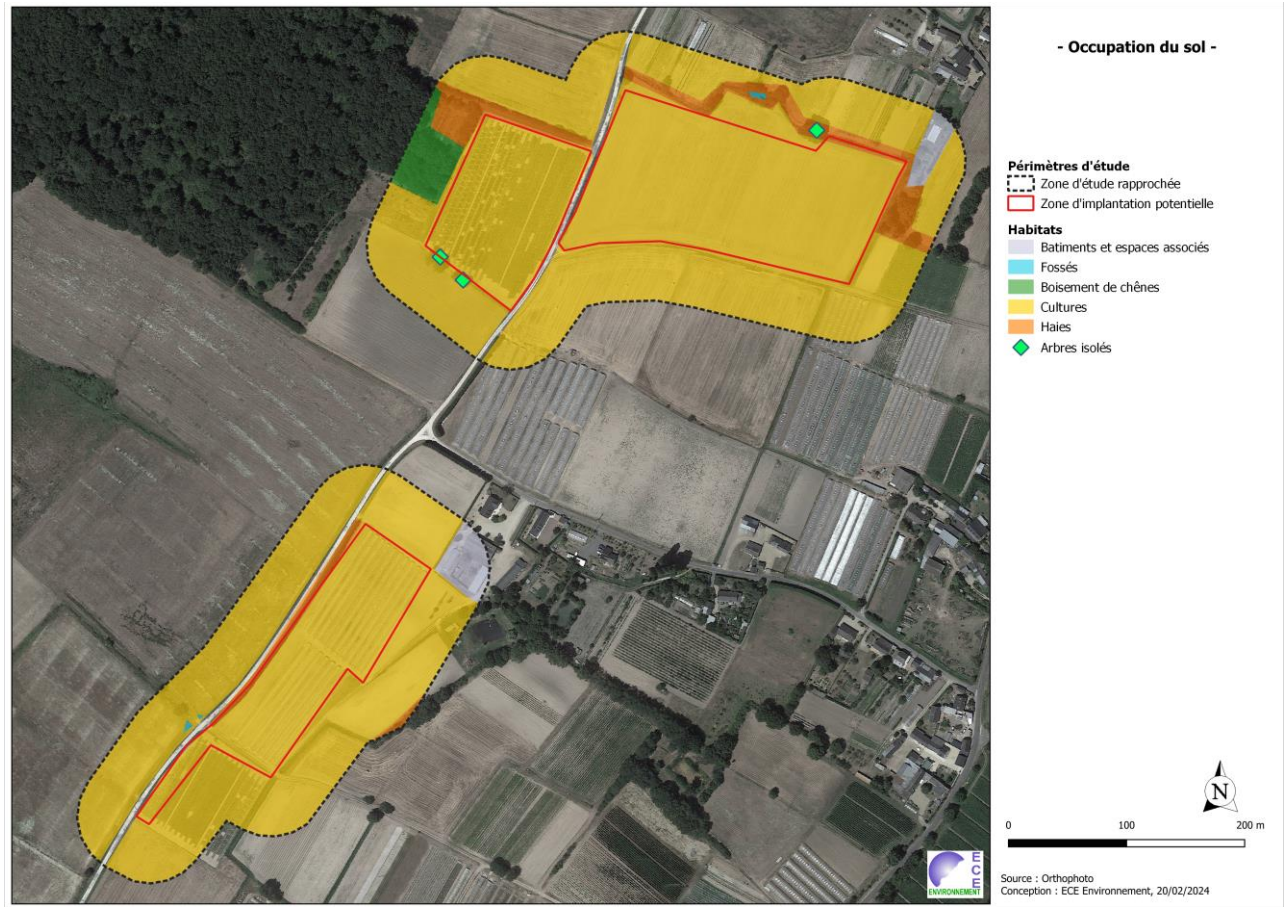 - Occupation du sol -
Périmètres d'étude
Zone d'étude rapprochée
Zone d'implantation potentielle
Habitats
Batiments et espaces associés
Fossés
Boisement de chênes
Cultures
Haies
Arbres isolés
N
0 100 200 m
ECE
ENVIRONNEMENT
Source : Orthophoto
Conception : ECE Environnement, 20/02/2024